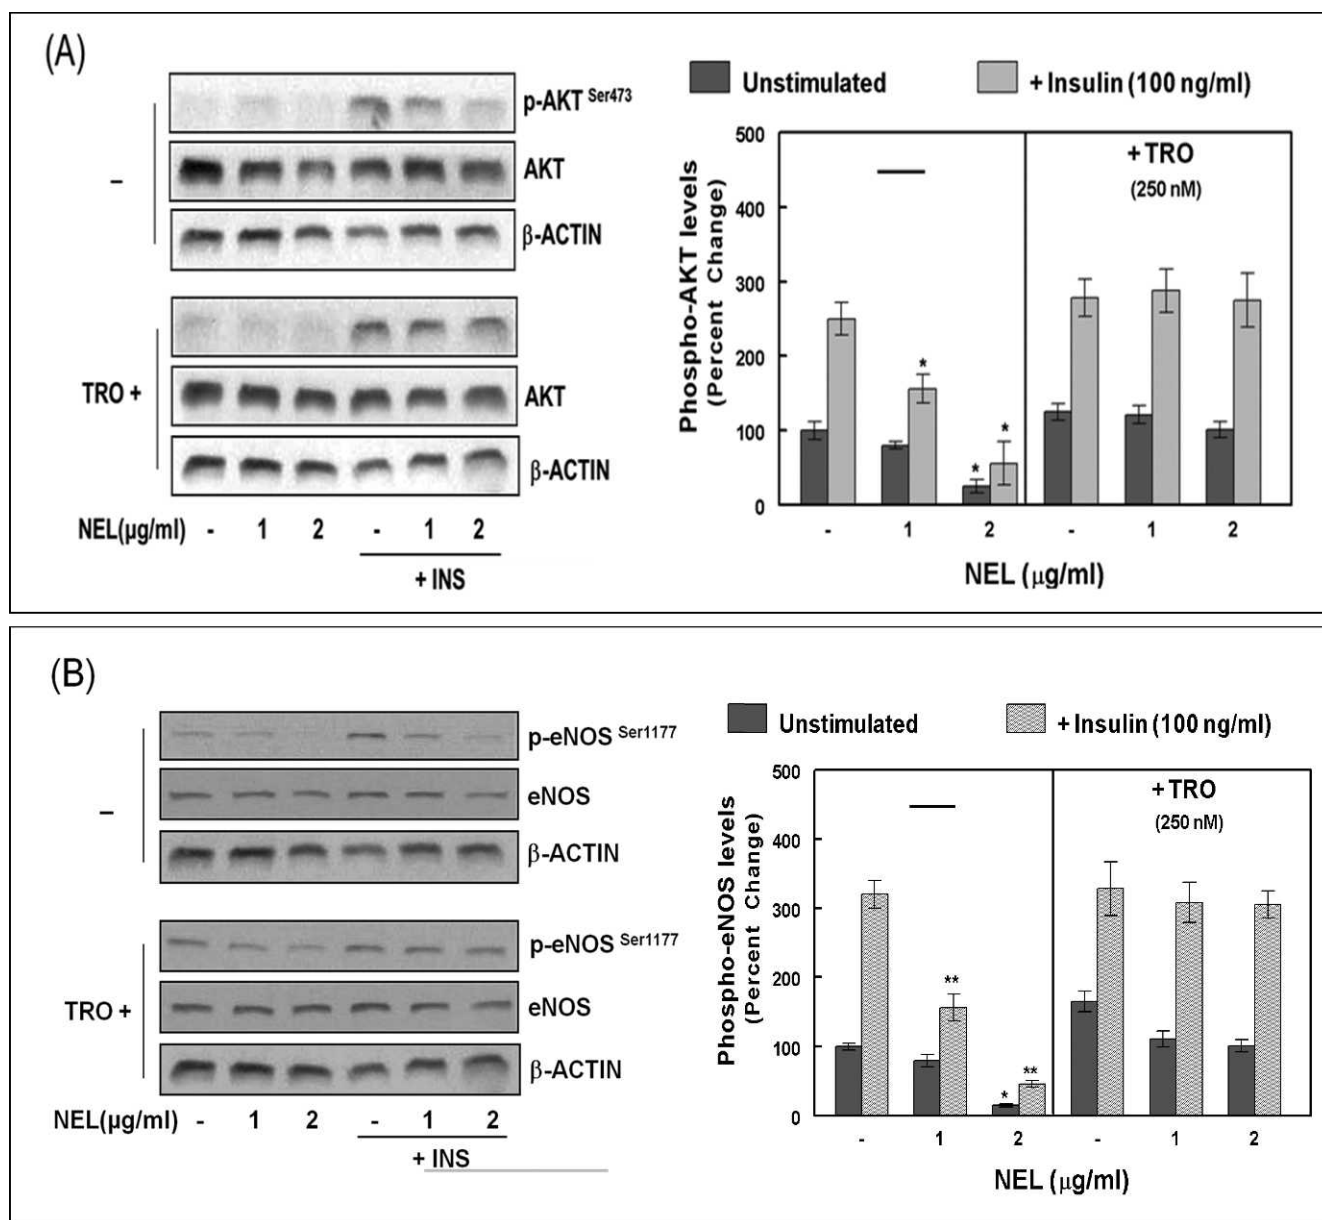 (A)
p-AKT Ser473
AKT
β-ACTIN
–
AKT
β-ACTIN
TRO +
NEL(µg/ml) - 1 2 - 1 2
+ INS
Unstimulated
+ Insulin (100 ng/ml)
Phospho-AKT levels
(Percent Change)
500
400
300
200
100
0
+ TRO
(250 nM)
* * *
- 1 2 - 1 2
NEL (µg/ml)
(B)
p-eNOS Ser1177
eNOS
β-ACTIN
–
p-eNOS Ser1177
eNOS
β-ACTIN
TRO +
NEL(µg/ml) - 1 2 - 1 2
+ INS
Unstimulated
+ Insulin (100 ng/ml)
Phospho-eNOS levels
(Percent Change)
500
400
300
200
100
0
+ TRO
(250 nM)
** * **
- 1 2 - 1 2
NEL (µg/ml)